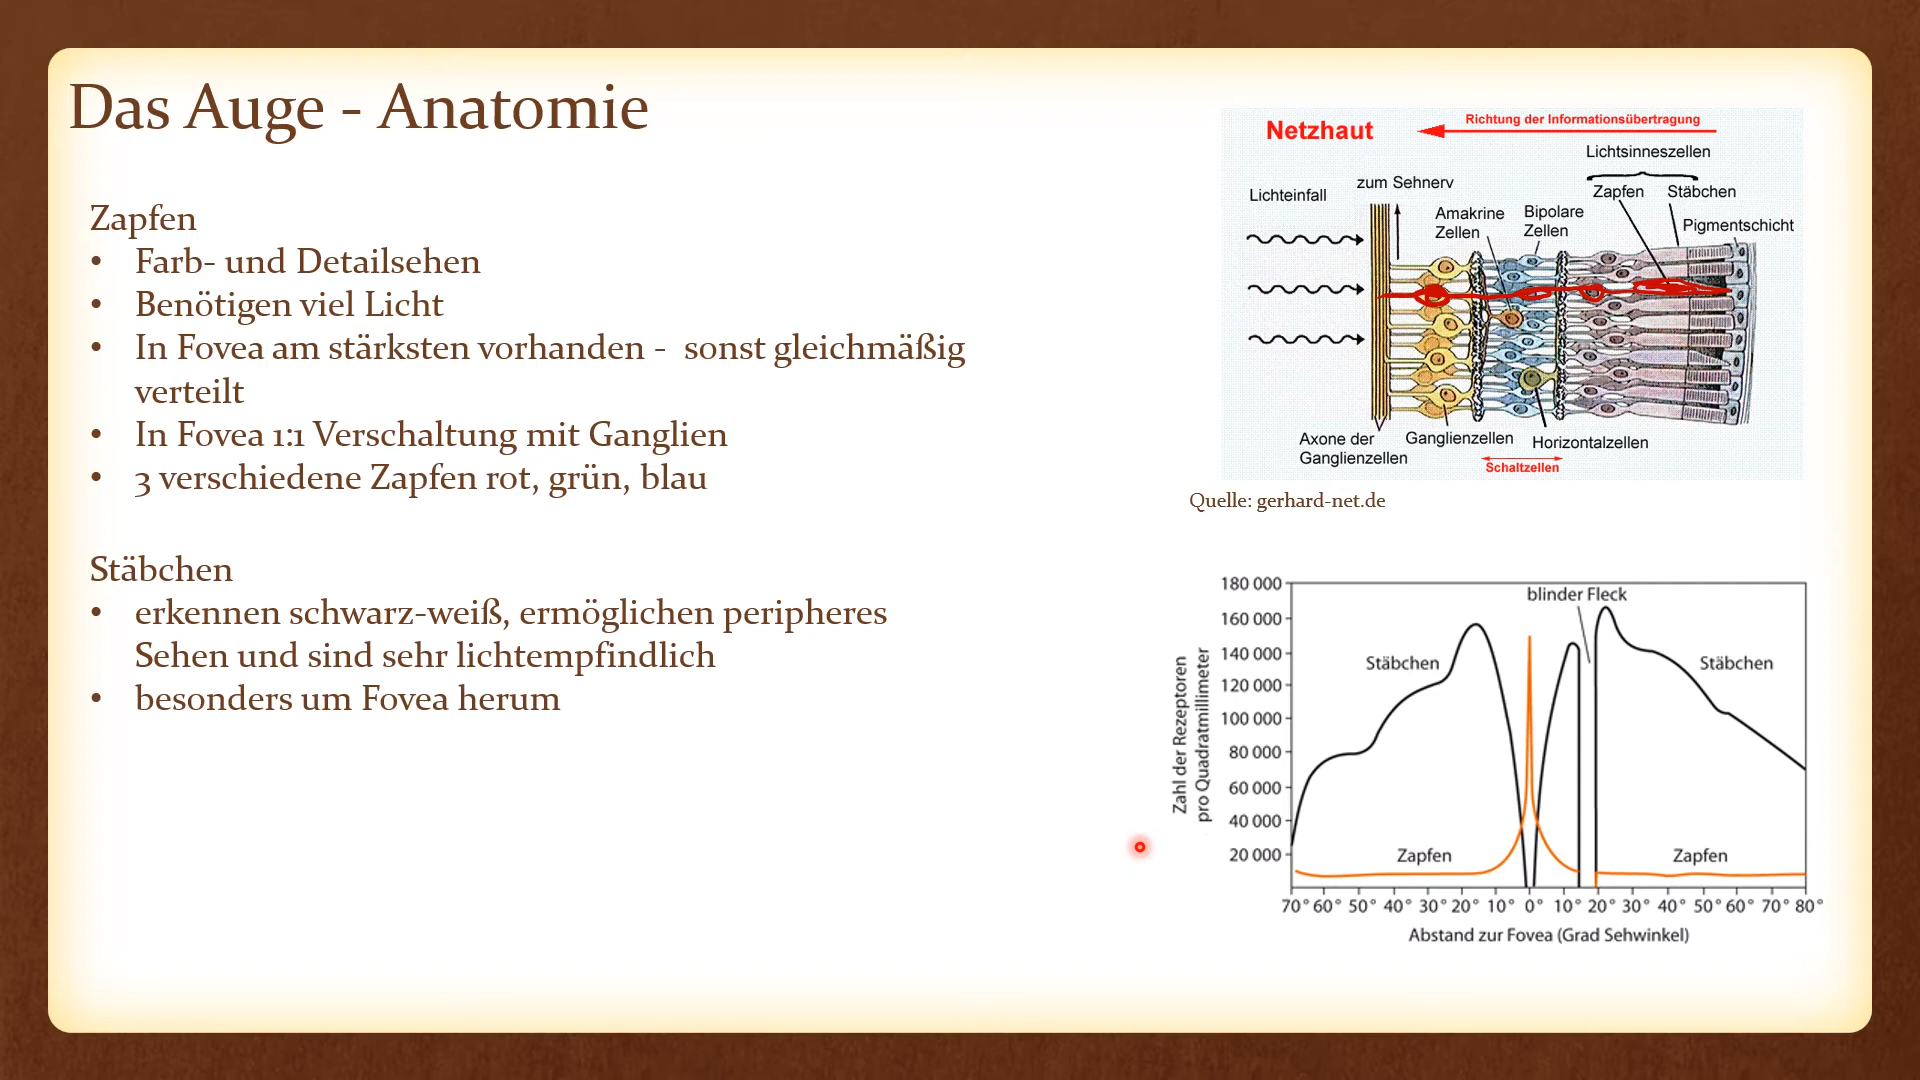 Das Auge - Anatomie
Zapfen
• Farb- und Detailsehen
• Benötigen viel Licht
• In Fovea am stärksten vorhanden - sonst gleichmäßig
verteilt
• In Fovea 1:1 Verschaltung mit Ganglien
• 3 verschiedene Zapfen rot, grün, blau
Stäbchen
• erkennen schwarz-weiß, ermöglichen peripheres
Sehen und sind sehr lichtempfindlich
• besonders um Fovea herum
Netzhaut
Richtung der Informationsübertragung
Lichtsinneszellen
Lichteinfall
zum Sehnerv
Zapfen
Stäbchen
Amakrine
Zellen
Bipolare
Zellen
Pigmentschicht
Axone der
Ganglienzellen
Ganglienzellen
Horizontalzellen
Schaltzellen
Quelle: gerhard-net.de
Zahl der Rezeptoren
pro Quadratmillimeter
180 000
160 000
140 000
120 000
100 000
80 000
60 000
40 000
20 000
blinder Fleck
Stäbchen
Stäbchen
Zapfen
Zapfen
70° 60° 50° 40° 30° 20° 10° 0° 10° 20° 30° 40° 50° 60° 70° 80°
Abstand zur Fovea (Grad Sehwinkel)